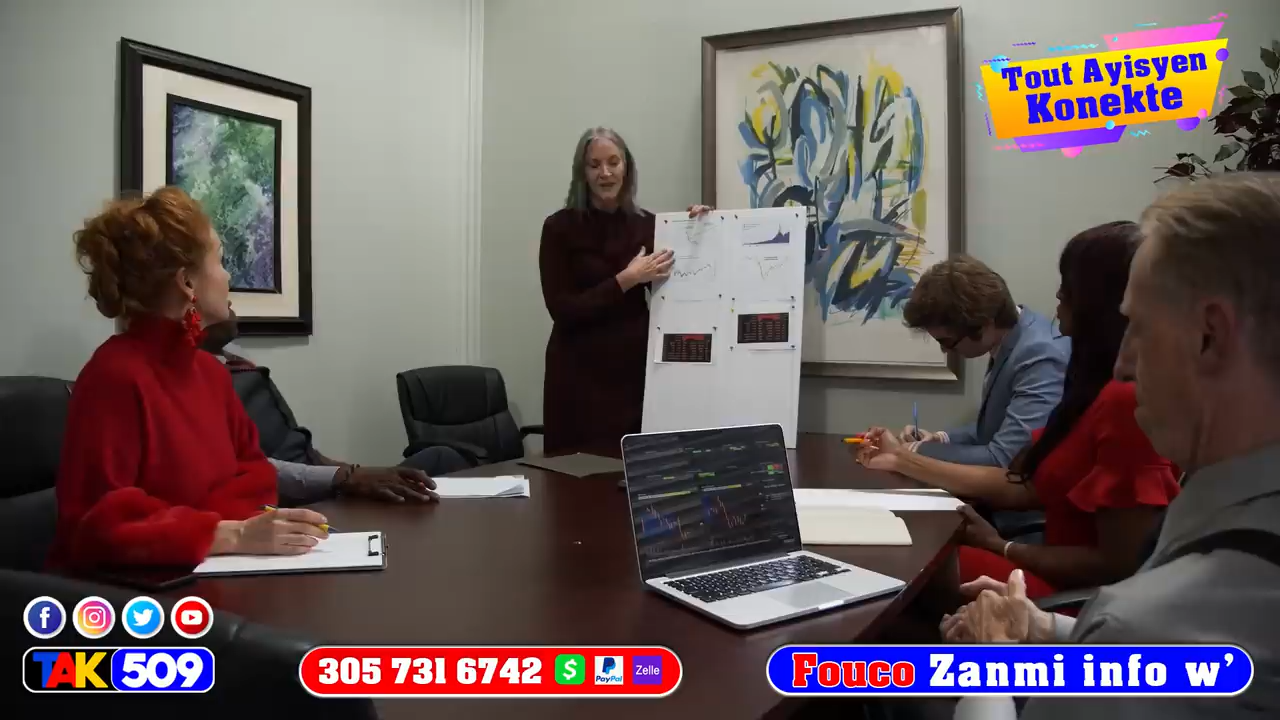 Tout Ayisyen
Konekte
TAK 509
305 731 6742 $ PayPal Zelle
Fouco Zanmi info w'